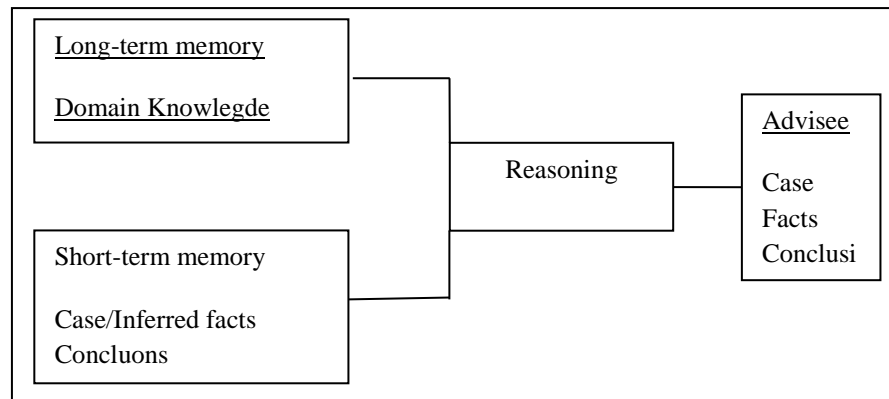 Long-term memory
Domain Knowlegde
Short-term memory
Case/Inferred facts
Concluons
Reasoning
Advisee
Case
Facts
Conclusi